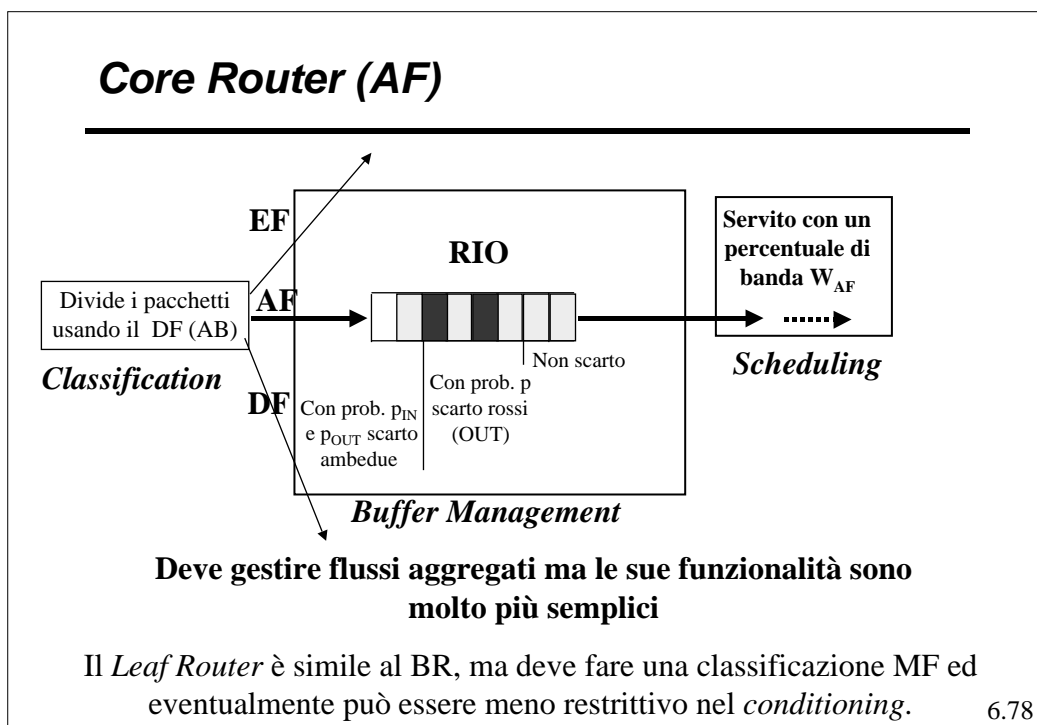 Core Router (AF)
EF
RIO
Servito con un
percentuale di
banda W_AF
Divide i pacchetti
usando il DF (AB)
AF
Classification
Non scarto
Scheduling
Con prob. p
scarto rossi
(OUT)
DF
Con prob. p_IN
e p_OUT scarto
ambedue
Buffer Management
Deve gestire flussi aggregati ma le sue funzionalità sono
molto più semplici
Il Leaf Router è simile al BR, ma deve fare una classificazione MF ed
eventualmente può essere meno restrittivo nel conditioning.
6.78